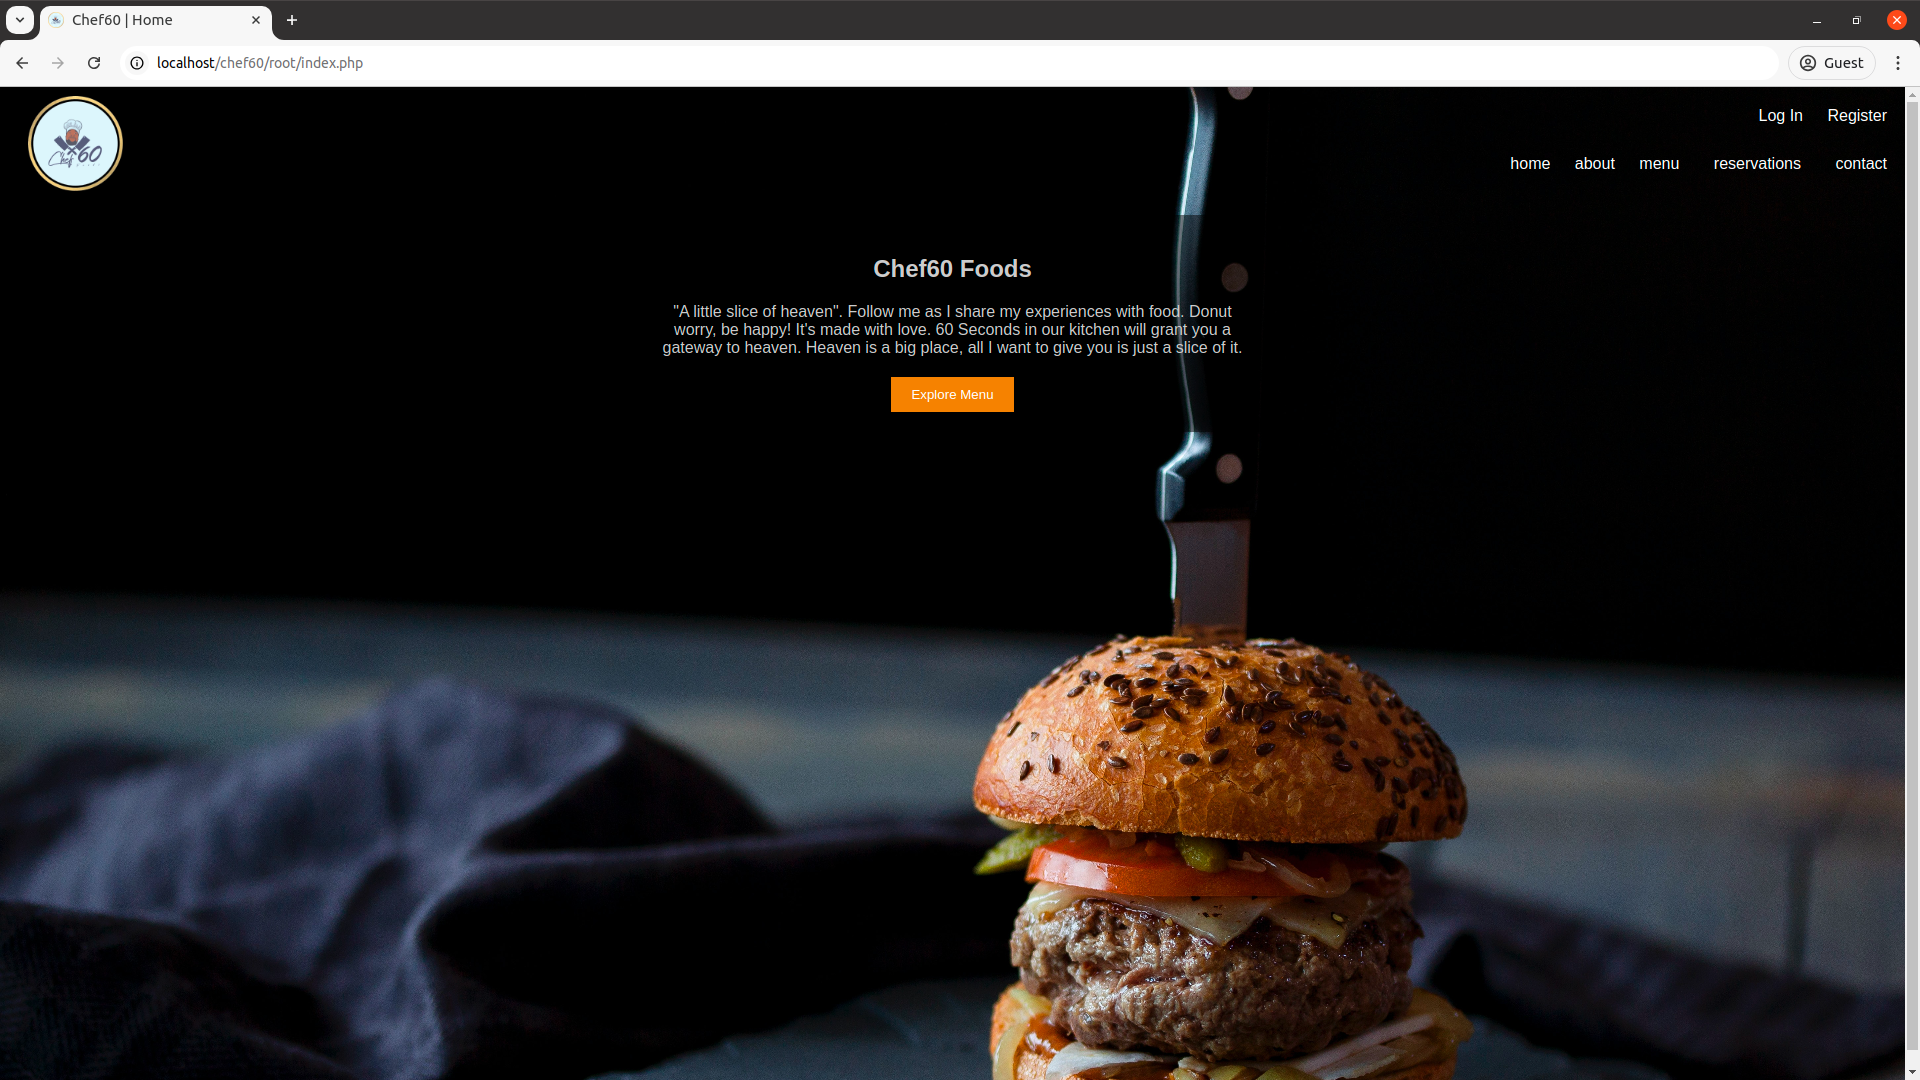 Chef60 | Home
localhost/chef60/root/index.php
Guest
Chef 60
Log In Register
home about menu reservations contact
Chef60 Foods
"A little slice of heaven". Follow me as I share my experiences with food. Donut
worry, be happy! It's made with love. 60 Seconds in our kitchen will grant you a
gateway to heaven. Heaven is a big place, all I want to give you is just a slice of it.
Explore Menu